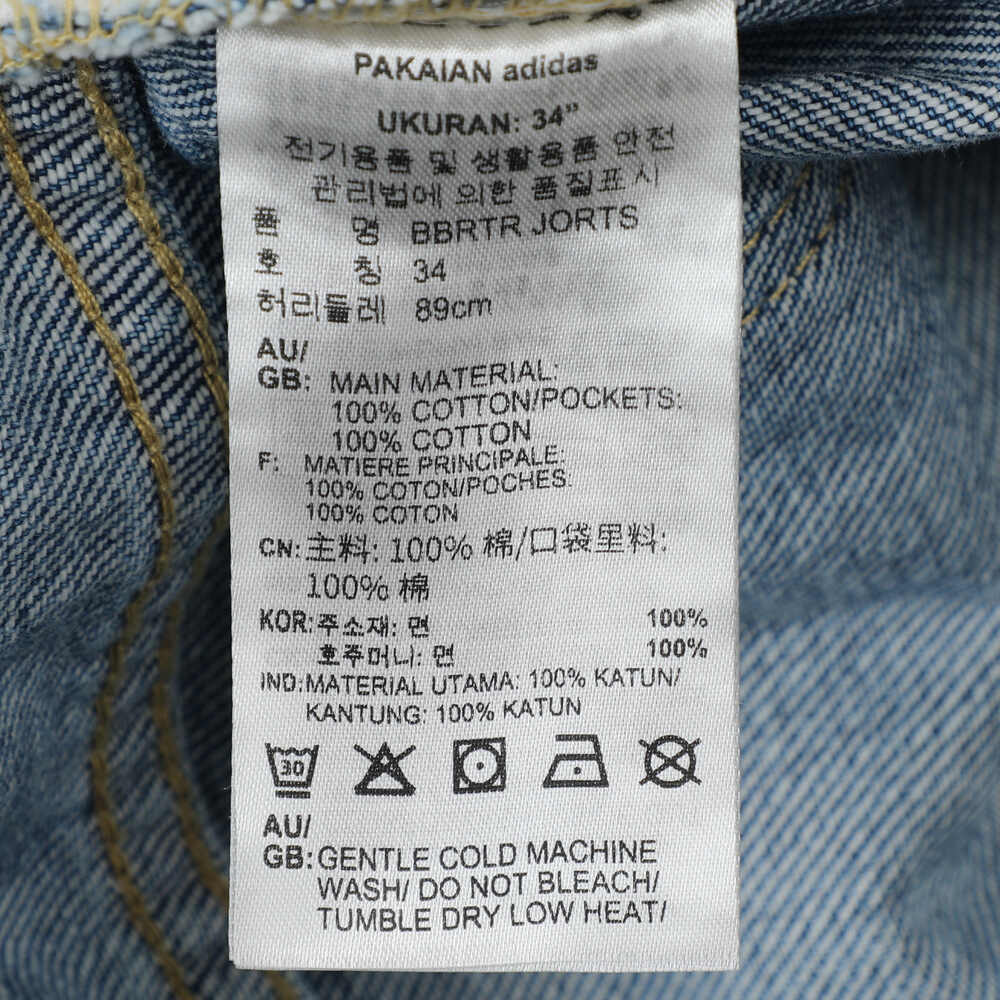 PAKAIAN adidas
UKURAN: 34"
전기용품 및 생활용품 안전
관리법에 의한 품질표시
품 명 BBRTR JORTS
호 칭 34
허리둘레 89cm
AU/
GB: MAIN MATERIAL:
100% COTTON/POCKETS:
100% COTTON
F: MATIERE PRINCIPALE:
100% COTON/POCHES:
100% COTON
CN: 主料: 100% 棉/口袋里料:
100% 棉
KOR: 주소재: 면 100%
호주머니: 면 100%
IND: MATERIAL UTAMA: 100% KATUN/
KANTUNG: 100% KATUN
30
AU/
GB: GENTLE COLD MACHINE
WASH/ DO NOT BLEACH/
TUMBLE DRY LOW HEAT/